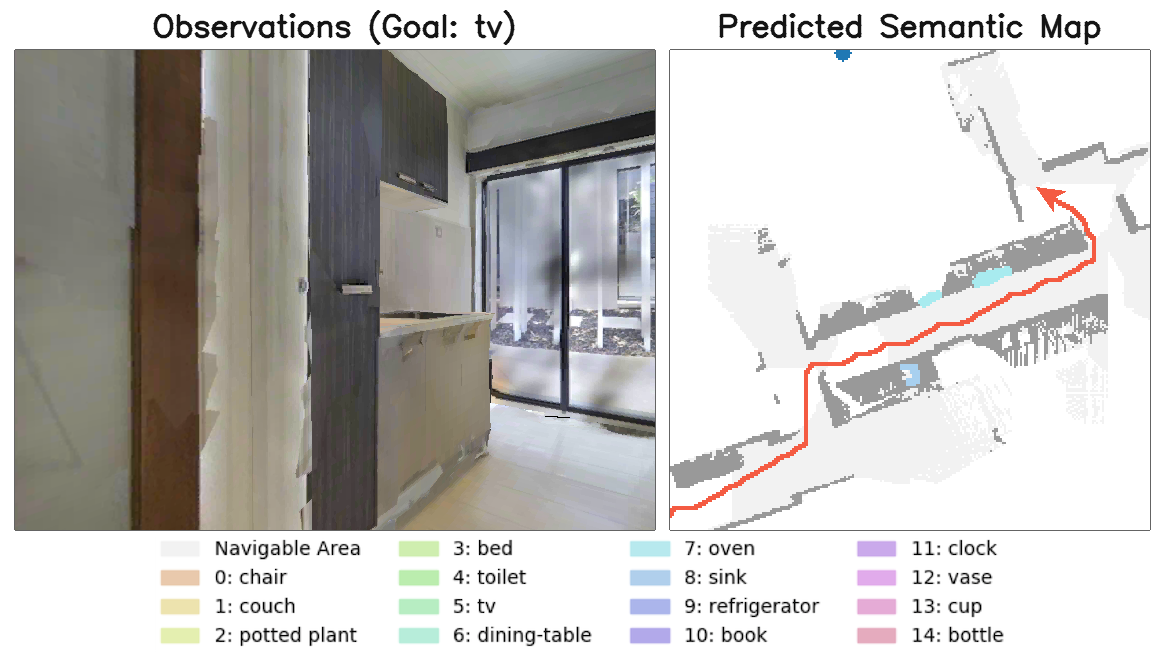 Observations (Goal: tv)
Predicted Semantic Map
Navigable Area
0: chair
1: couch
2: potted plant
3: bed
4: toilet
5: tv
6: dining-table
7: oven
8: sink
9: refrigerator
10: book
11: clock
12: vase
13: cup
14: bottle